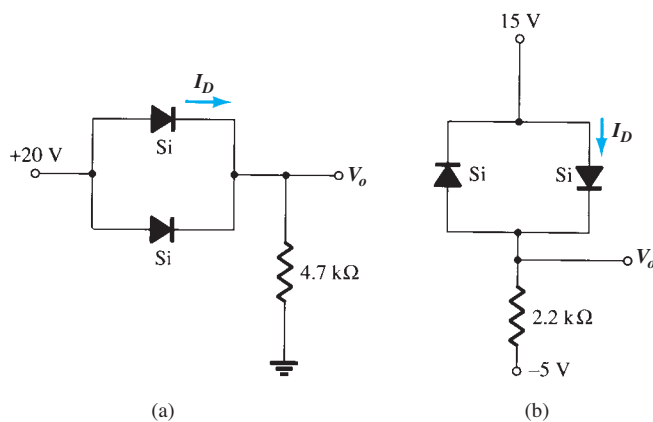 15 V
I_D
Si
+20 V
V_o
Si
4.7 kΩ
(a)
Si
Si
I_D
V_o
2.2 kΩ
–5 V
(b)